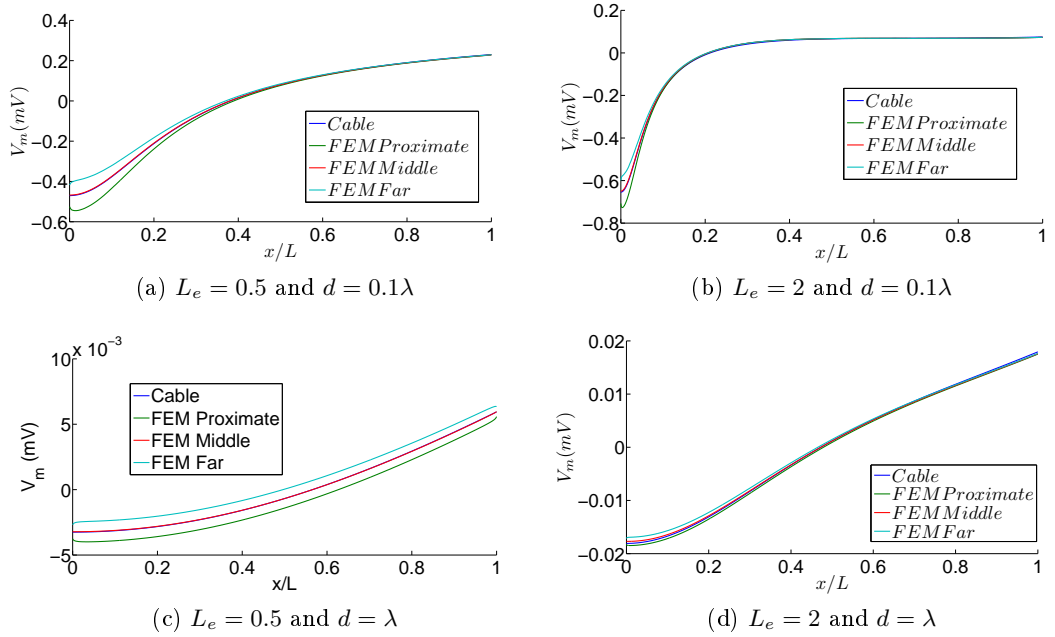 0.4
0.2
0
−0.2
−0.4
−0.6
V_m(mV)
Cable
FEMProximate
FEMMiddle
FEMFar
0 0.2 0.4 0.6 0.8 1
x/L
(a) L_e = 0.5 and d = 0.1λ
0.2
0
−0.2
−0.4
−0.6
−0.8
V_m(mV)
Cable
FEMProximate
FEMMiddle
FEMFar
0 0.2 0.4 0.6 0.8 1
x/L
(b) L_e = 2 and d = 0.1λ
10 x 10^−3
5
0
−5
V_m (mV)
Cable
FEM Proximate
FEM Middle
FEM Far
0 0.2 0.4 0.6 0.8 1
x/L
(c) L_e = 0.5 and d = λ
0.02
0.01
0
−0.01
−0.02
V_m(mV)
Cable
FEMProximate
FEMMiddle
FEMFar
0 0.2 0.4 0.6 0.8 1
x/L
(d) L_e = 2 and d = λ